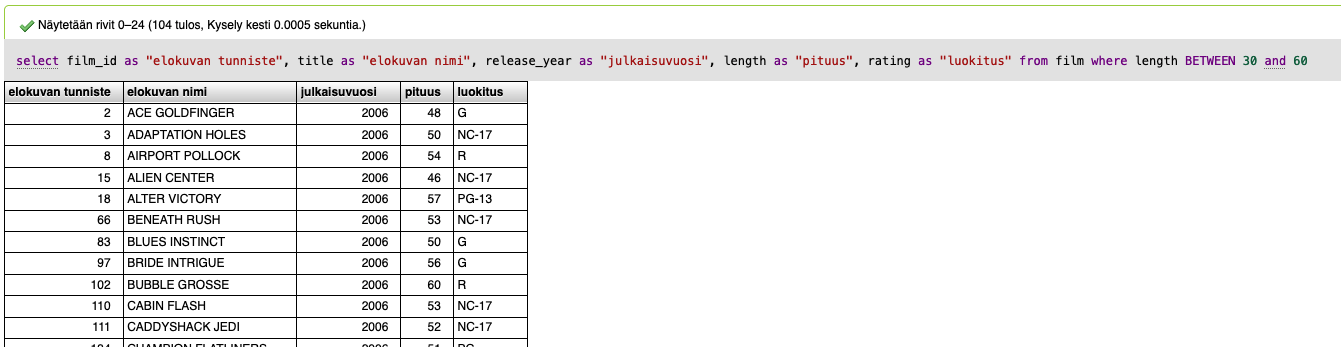 Näytetään rivit 0–24 (104 tulos, Kysely kesti 0.0005 sekuntia.)
select film_id as "elokuvan tunniste", title as "elokuvan nimi", release_year as "julkaisuvuosi", length as "pituus", rating as "luokitus" from film where length BETWEEN 30 and 60
elokuvan tunniste elokuvan nimi julkaisuvuosi pituus luokitus
2 ACE GOLDFINGER 2006 48 G
3 ADAPTATION HOLES 2006 50 NC-17
8 AIRPORT POLLOCK 2006 54 R
15 ALIEN CENTER 2006 46 NC-17
18 ALTER VICTORY 2006 57 PG-13
66 BENEATH RUSH 2006 53 NC-17
83 BLUES INSTINCT 2006 50 G
97 BRIDE INTRIGUE 2006 56 G
102 BUBBLE GROSSE 2006 60 R
110 CABIN FLASH 2006 53 NC-17
111 CADDYSHACK JEDI 2006 52 NC-17